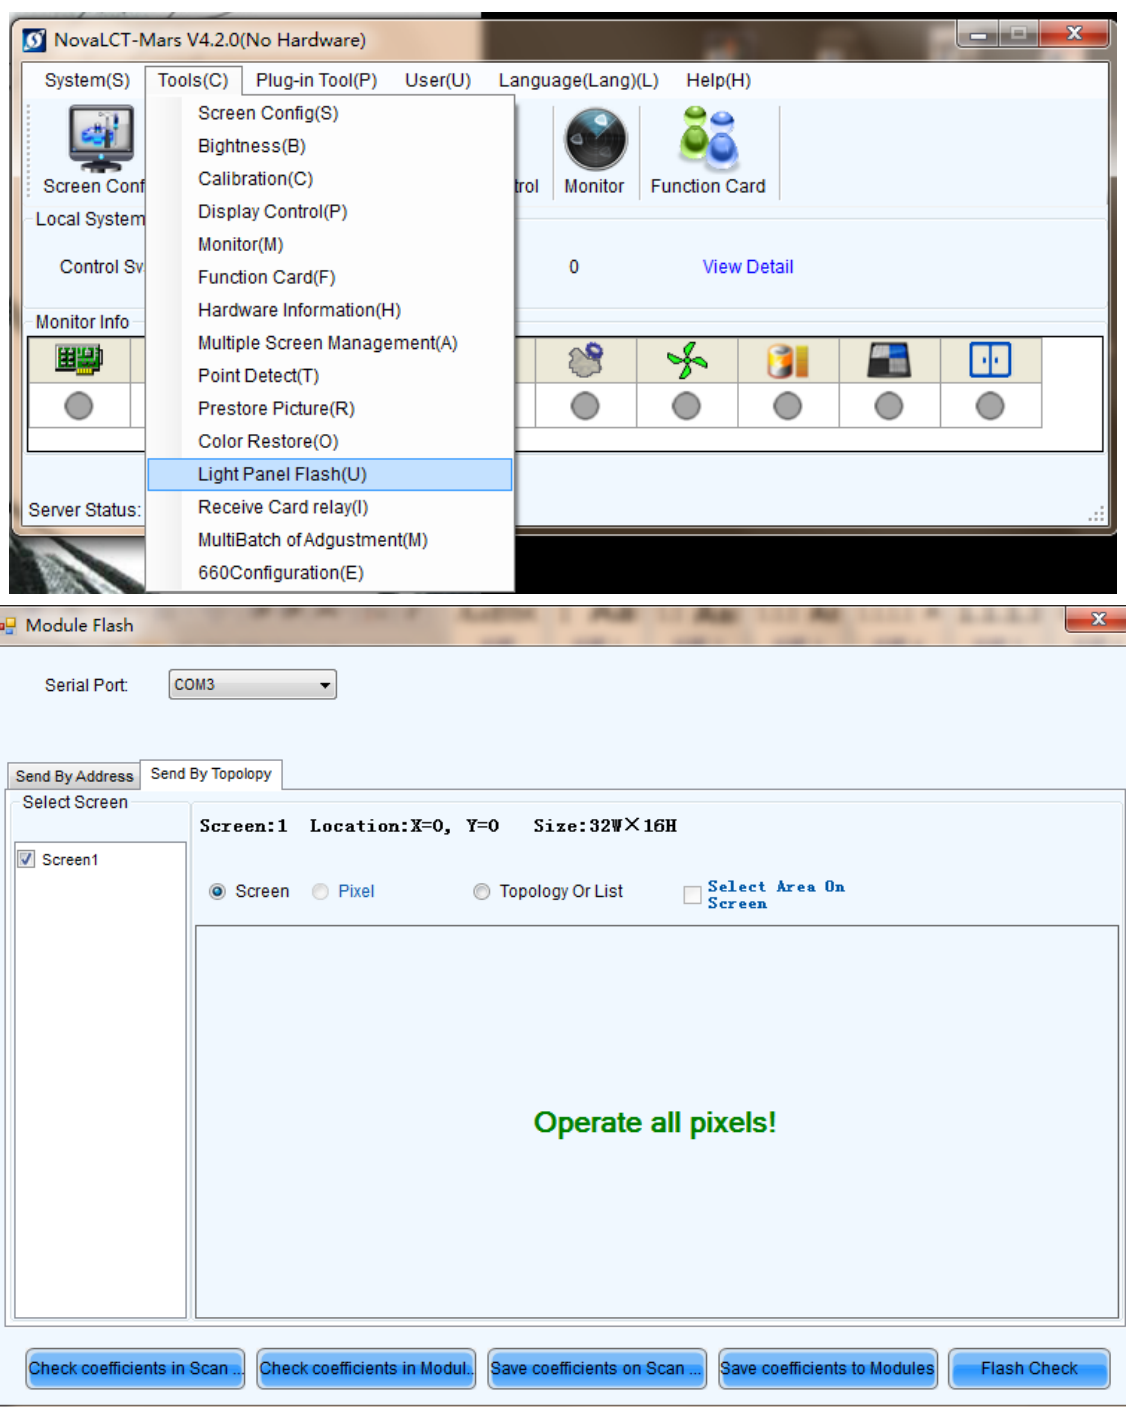 NovaLCT-Mars V4.2.0(No Hardware)
System(S) Tools(C) Plug-in Tool(P) User(U) Language(Lang)(L) Help(H)
Screen Config(S)
Bightness(B)
Calibration(C)
Display Control(P)
Monitor(M)
Function Card(F)
Hardware Information(H)
Multiple Screen Management(A)
Point Detect(T)
Prestore Picture(R)
Color Restore(O)
Light Panel Flash(U)
Receive Card relay(I)
MultiBatch of Adgustment(M)
660Configuration(E)
Screen Conf trol Monitor Function Card
Local System
Control Sy 0 View Detail
Monitor Info
Server Status:
Module Flash
Serial Port: COM3
Send By Address Send By Topolopy
Select Screen
Screen:1 Location:X=0, Y=0 Size:32W×16H
Screen1
Screen Pixel Topology Or List Select Area On
Screen
Operate all pixels!
Check coefficients in Scan ... Check coefficients in Modul.. Save coefficients on Scan ... Save coefficients to Modules Flash Check